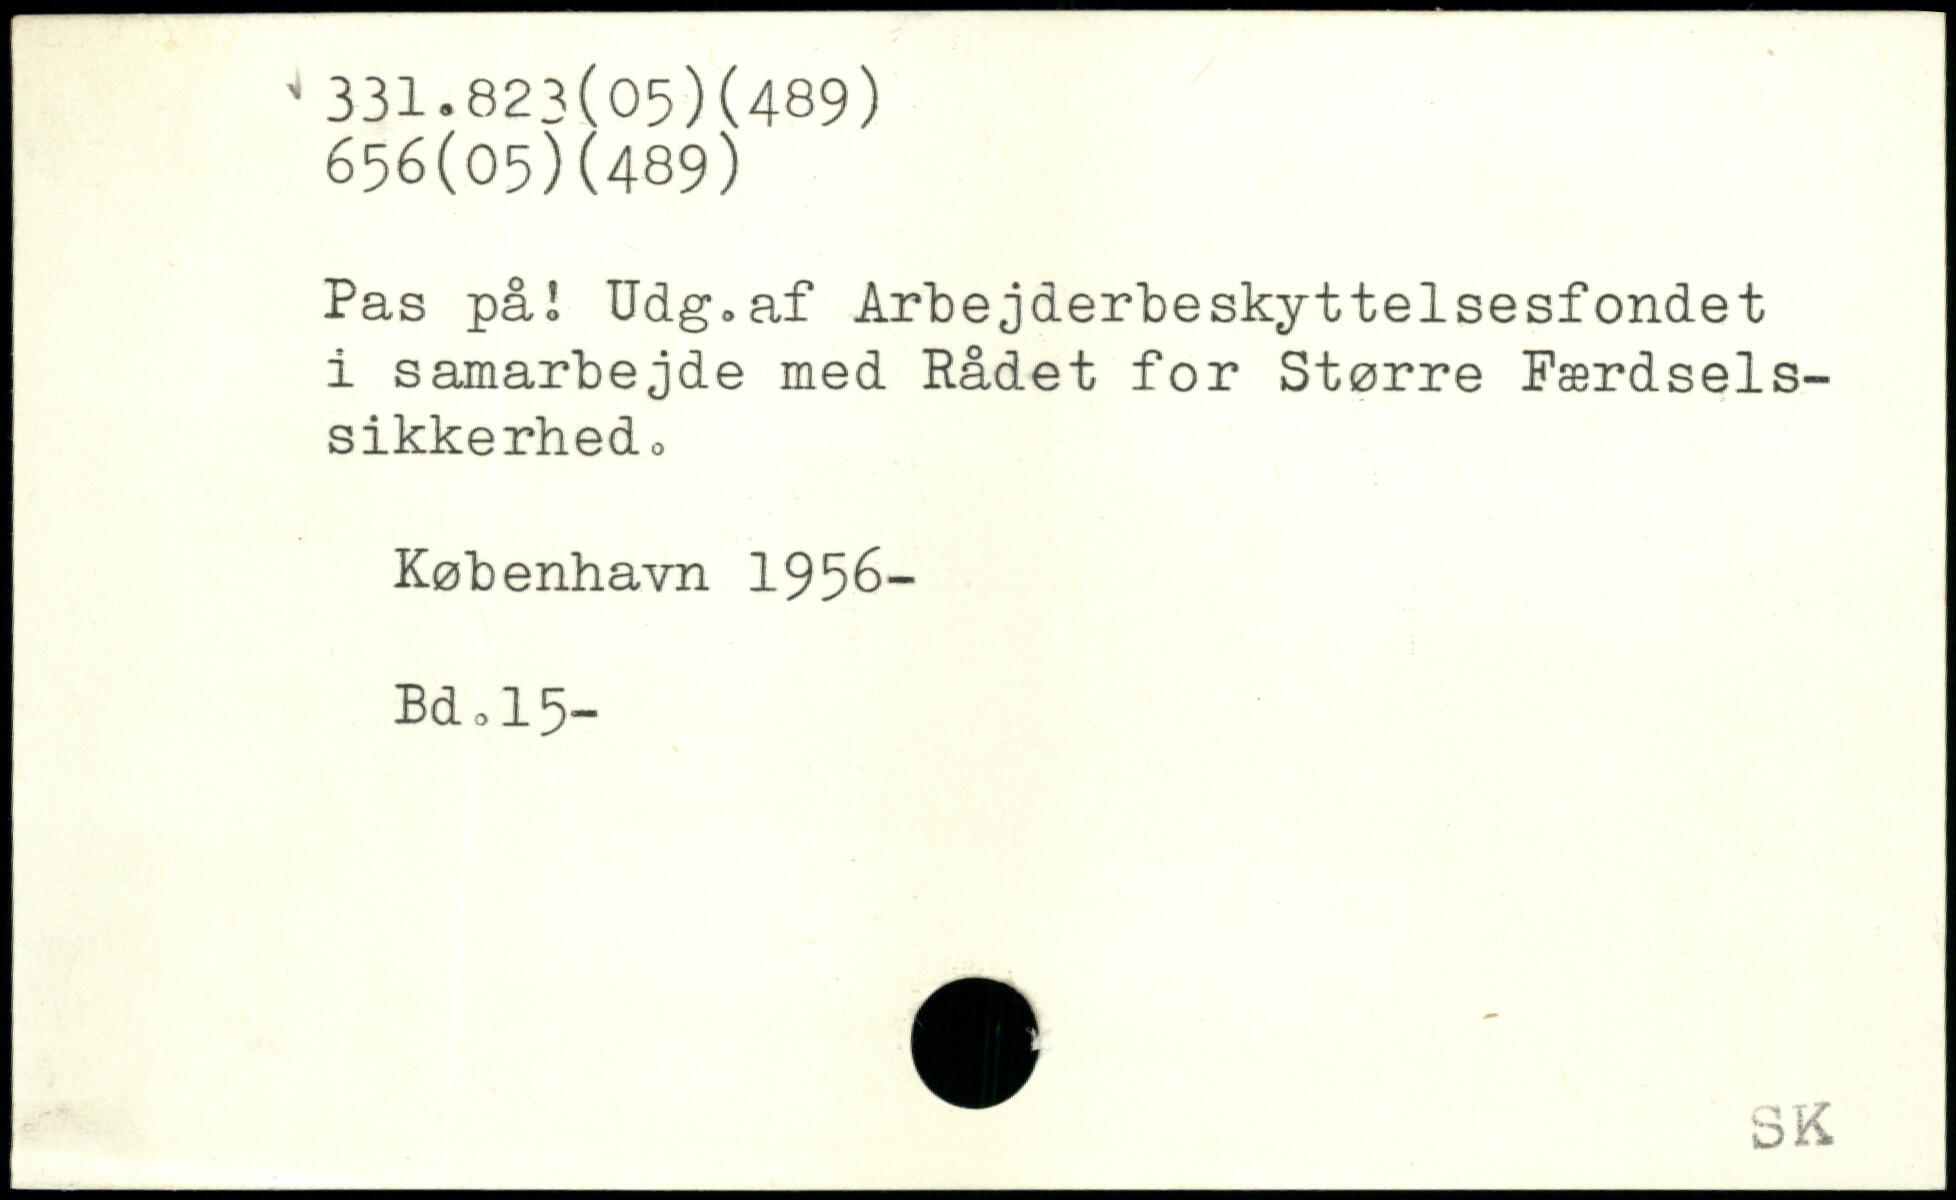 331.823(05)(489)
656(05)(489)
Pas på! Udg.af Arbejderbeskyttelsesfondet
i samarbejde med Rådet for Større Færdsels-
sikkerhed.
København 1956-
Bd.15-
SK